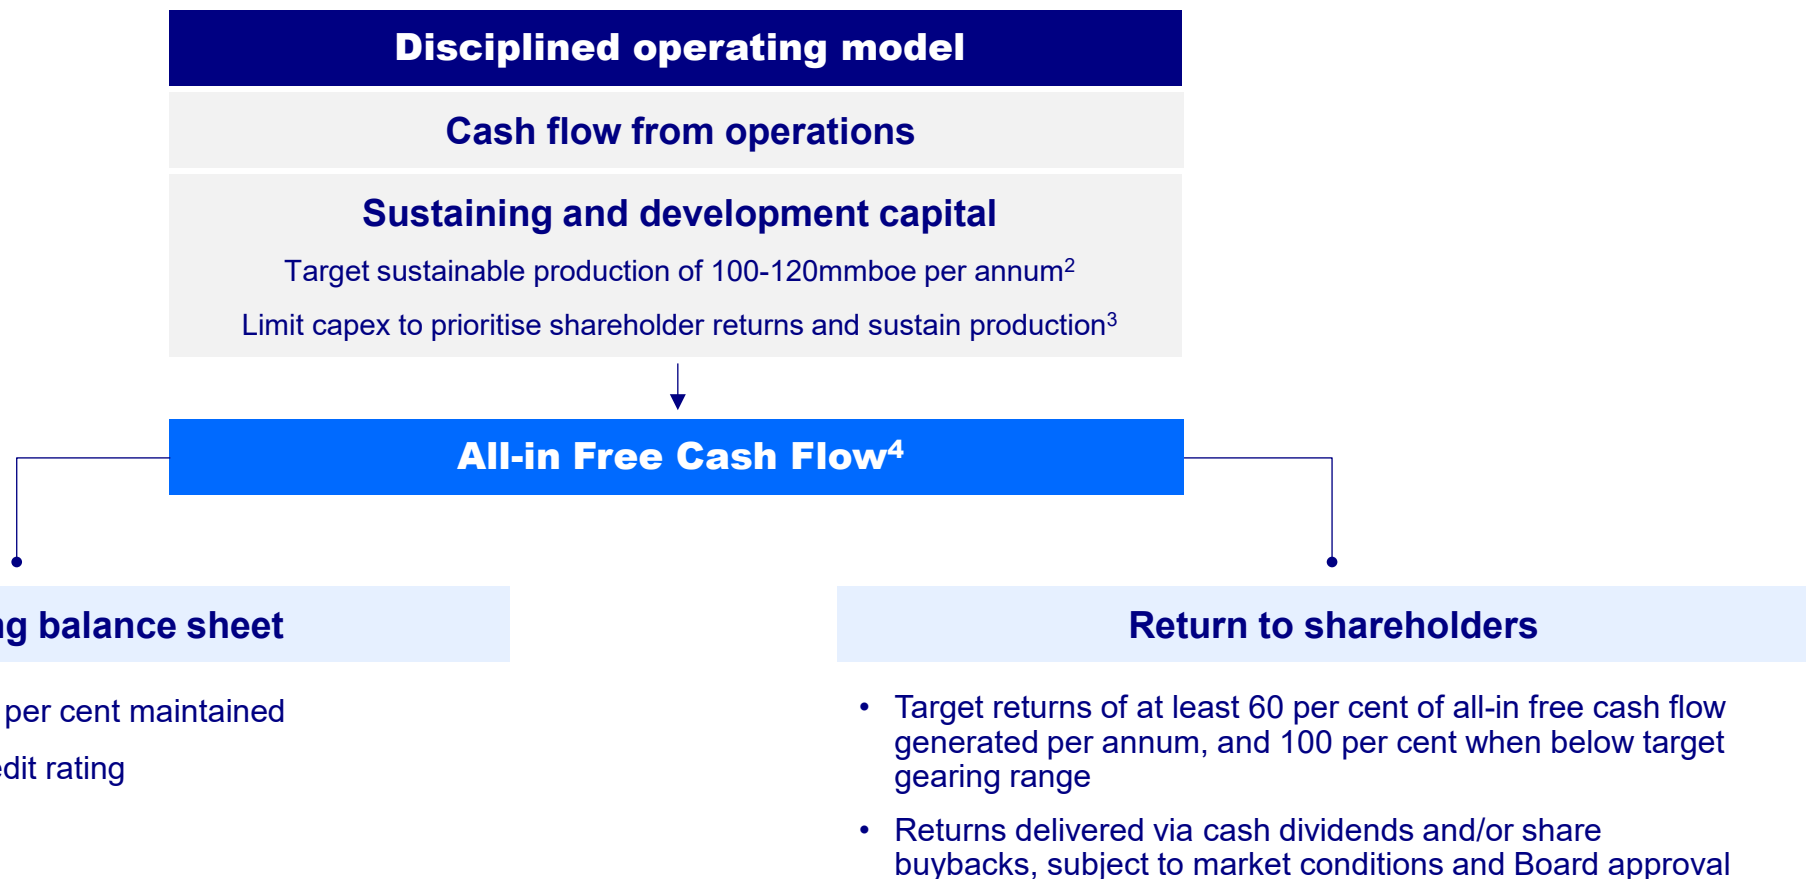 Disciplined operating model
Cash flow from operations
Sustaining and development capital
Target sustainable production of 100-120mmboe per annum²
Limit capex to prioritise shareholder returns and sustain production³
All-in Free Cash Flow⁴
balance sheet
per cent maintained
rating
Return to shareholders
• Target returns of at least 60 per cent of all-in free cash flow
generated per annum, and 100 per cent when below target
gearing range
• Returns delivered via cash dividends and/or share
buybacks, subject to market conditions and Board approval